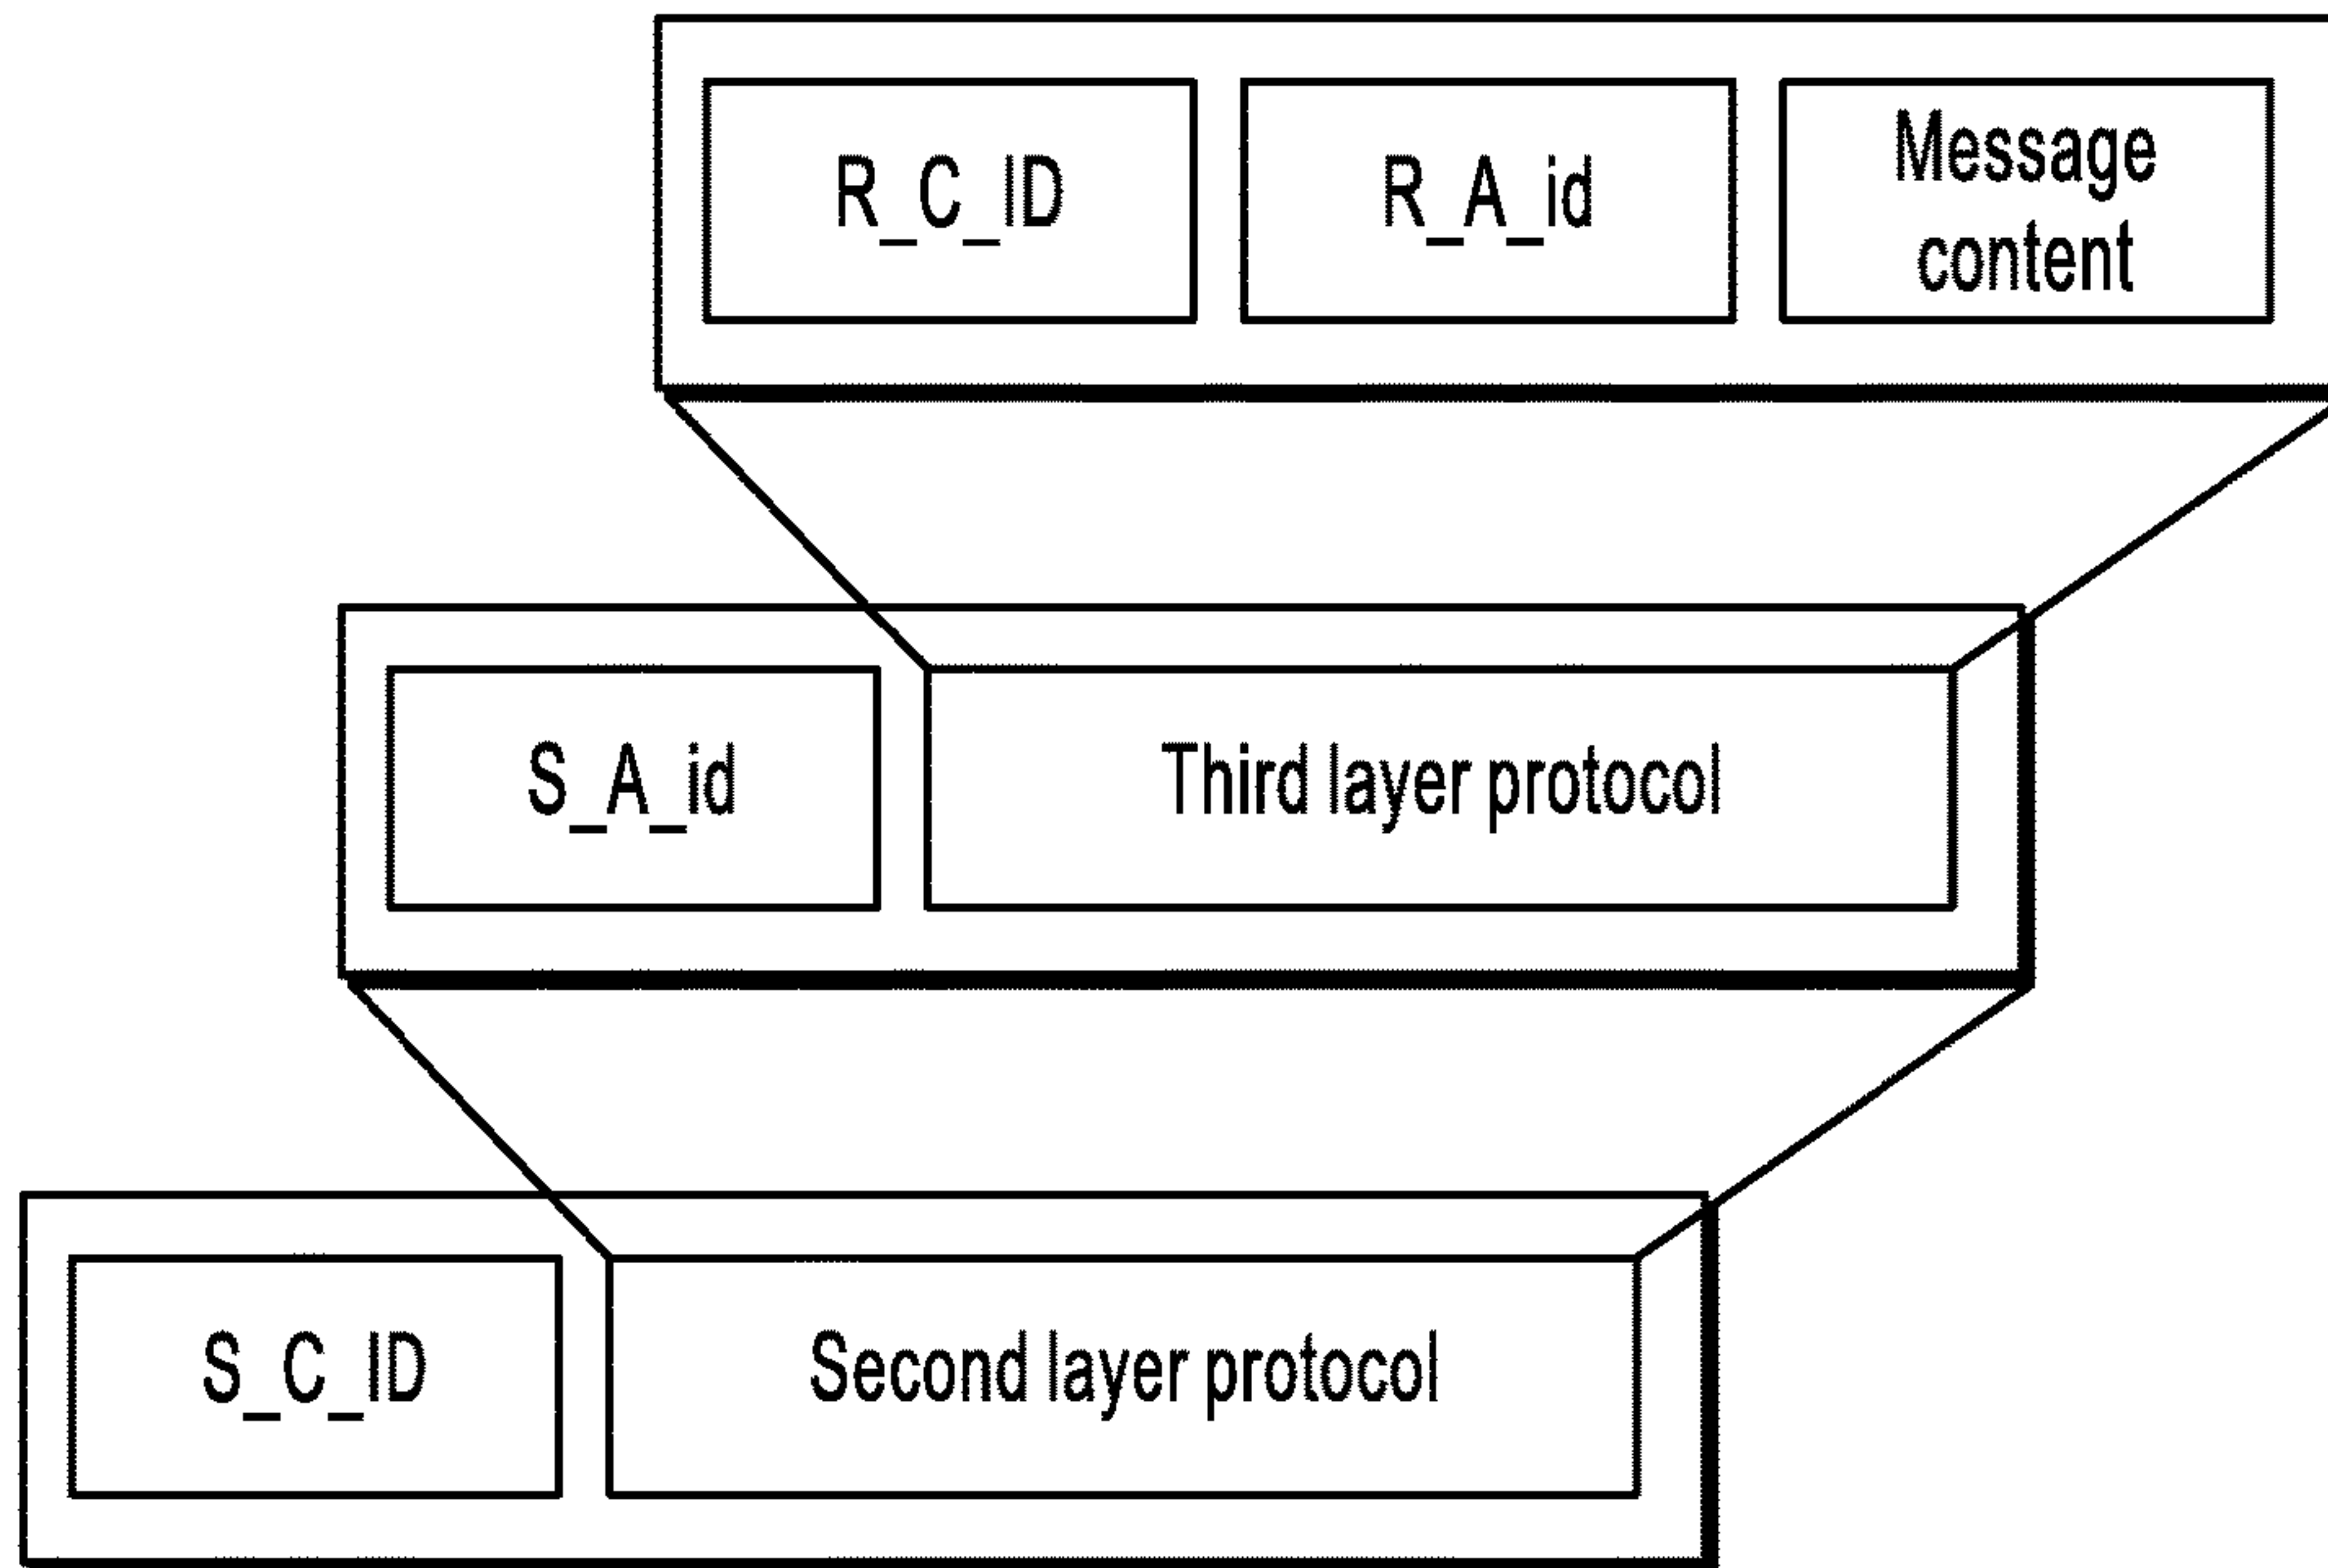 R_C_ID
R_A_id
Message
content
S_A_id
Third layer protocol
S_C_ID
Second layer protocol